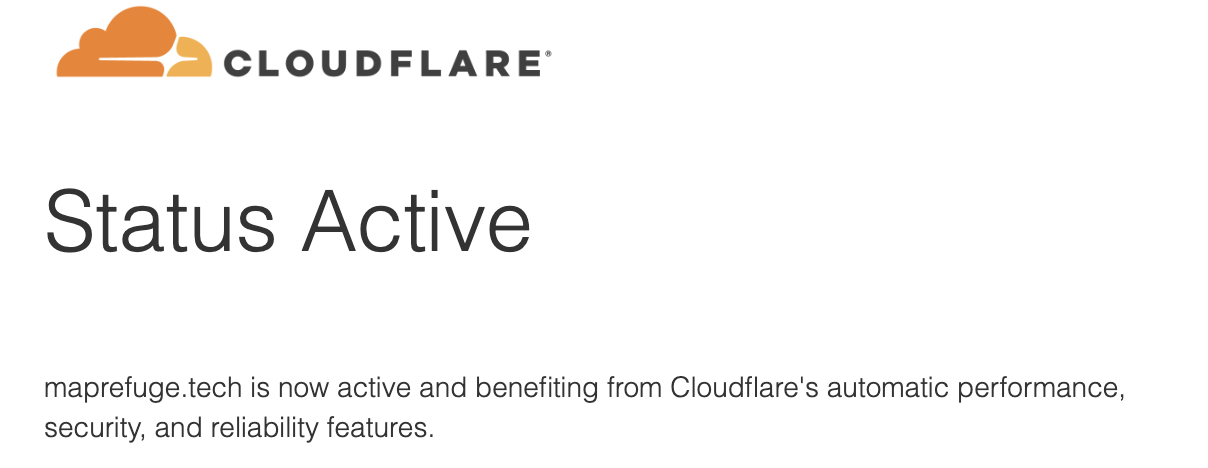 CLOUDFLARE®
Status Active
maprefuge.tech is now active and benefiting from Cloudflare's automatic performance,
security, and reliability features.